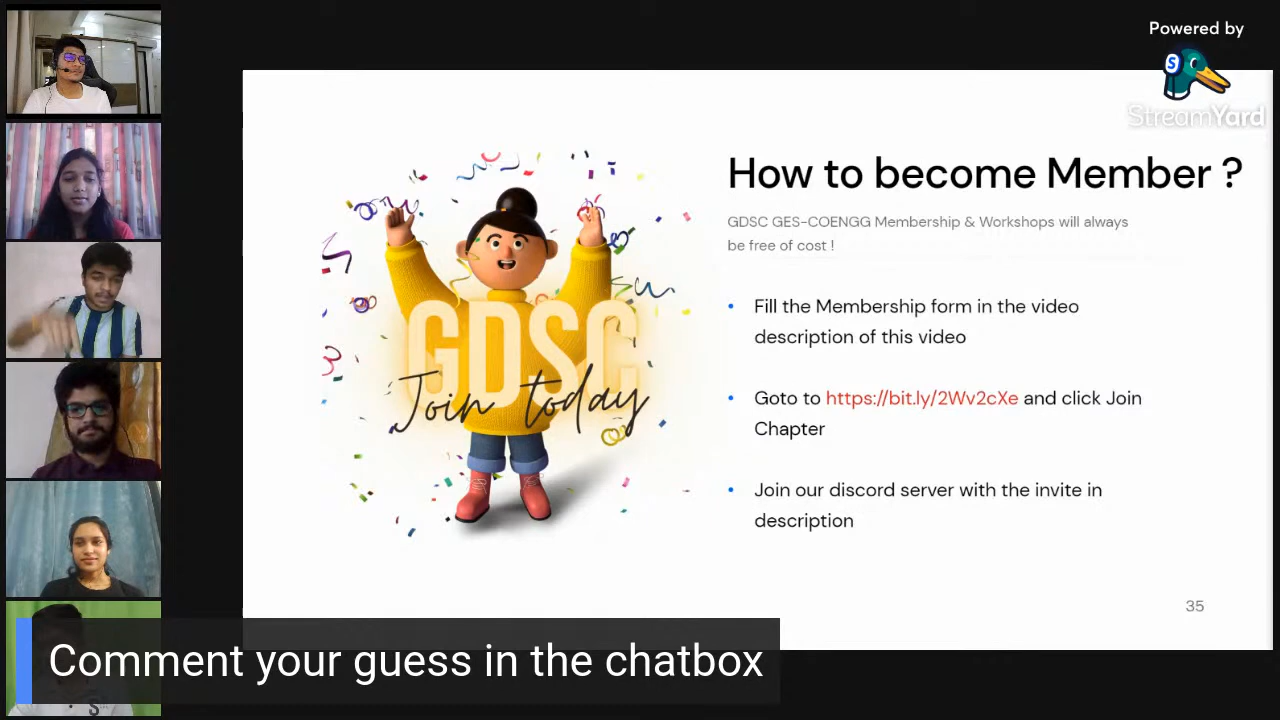 Powered by
StreamYard
How to become Member ?
GDSC GES-COENGG Membership & Workshops will always
be free of cost !
• Fill the Membership form in the video
description of this video
• Goto to https://bit.ly/2Wv2cXe and click Join
Chapter
• Join our discord server with the invite in
description
GDSC
Join today
35
Comment your guess in the chatbox